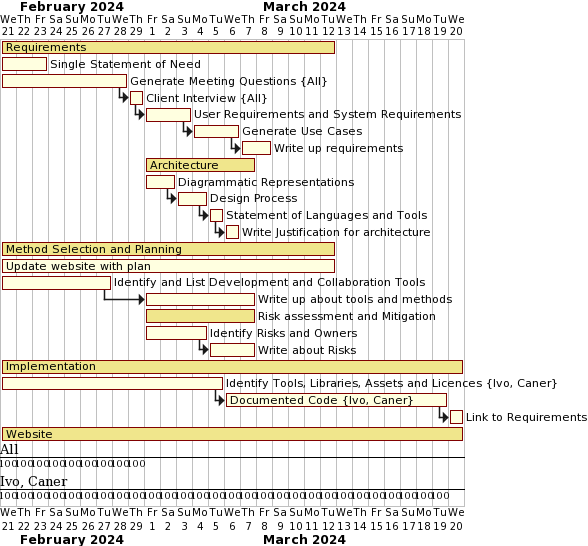 February 2024 March 2024
We Th Fr Sa Su Mo Tu We Th Fr Sa Su Mo Tu We Th Fr Sa Su Mo Tu We Th Fr Sa Su Mo Tu We
21 22 23 24 25 26 27 28 29 1 2 3 4 5 6 7 8 9 10 11 12 13 14 15 16 17 18 19 20
Requirements
Single Statement of Need
Generate Meeting Questions {All}
Client Interview {All}
User Requirements and System Requirements
Generate Use Cases
Write up requirements
Architecture
Diagrammatic Representations
Design Process
Statement of Languages and Tools
Write Justification for architecture
Method Selection and Planning
Update website with plan
Identify and List Development and Collaboration Tools
Write up about tools and methods
Risk assessment and Mitigation
Identify Risks and Owners
Write about Risks
Implementation
Identify Tools, Libraries, Assets and Licences {Ivo, Caner}
Documented Code {Ivo, Caner}
Link to Requirements
Website
All
100 100 100 100 100 100 100 100 100
Ivo, Caner
100 100 100 100 100 100 100 100 100 100 100 100 100 100 100 100 100 100 100 100 100 100 100 100 100 100 100 100
We Th Fr Sa Su Mo Tu We Th Fr Sa Su Mo Tu We Th Fr Sa Su Mo Tu We Th Fr Sa Su Mo Tu We
21 22 23 24 25 26 27 28 29 1 2 3 4 5 6 7 8 9 10 11 12 13 14 15 16 17 18 19 20
February 2024 March 2024